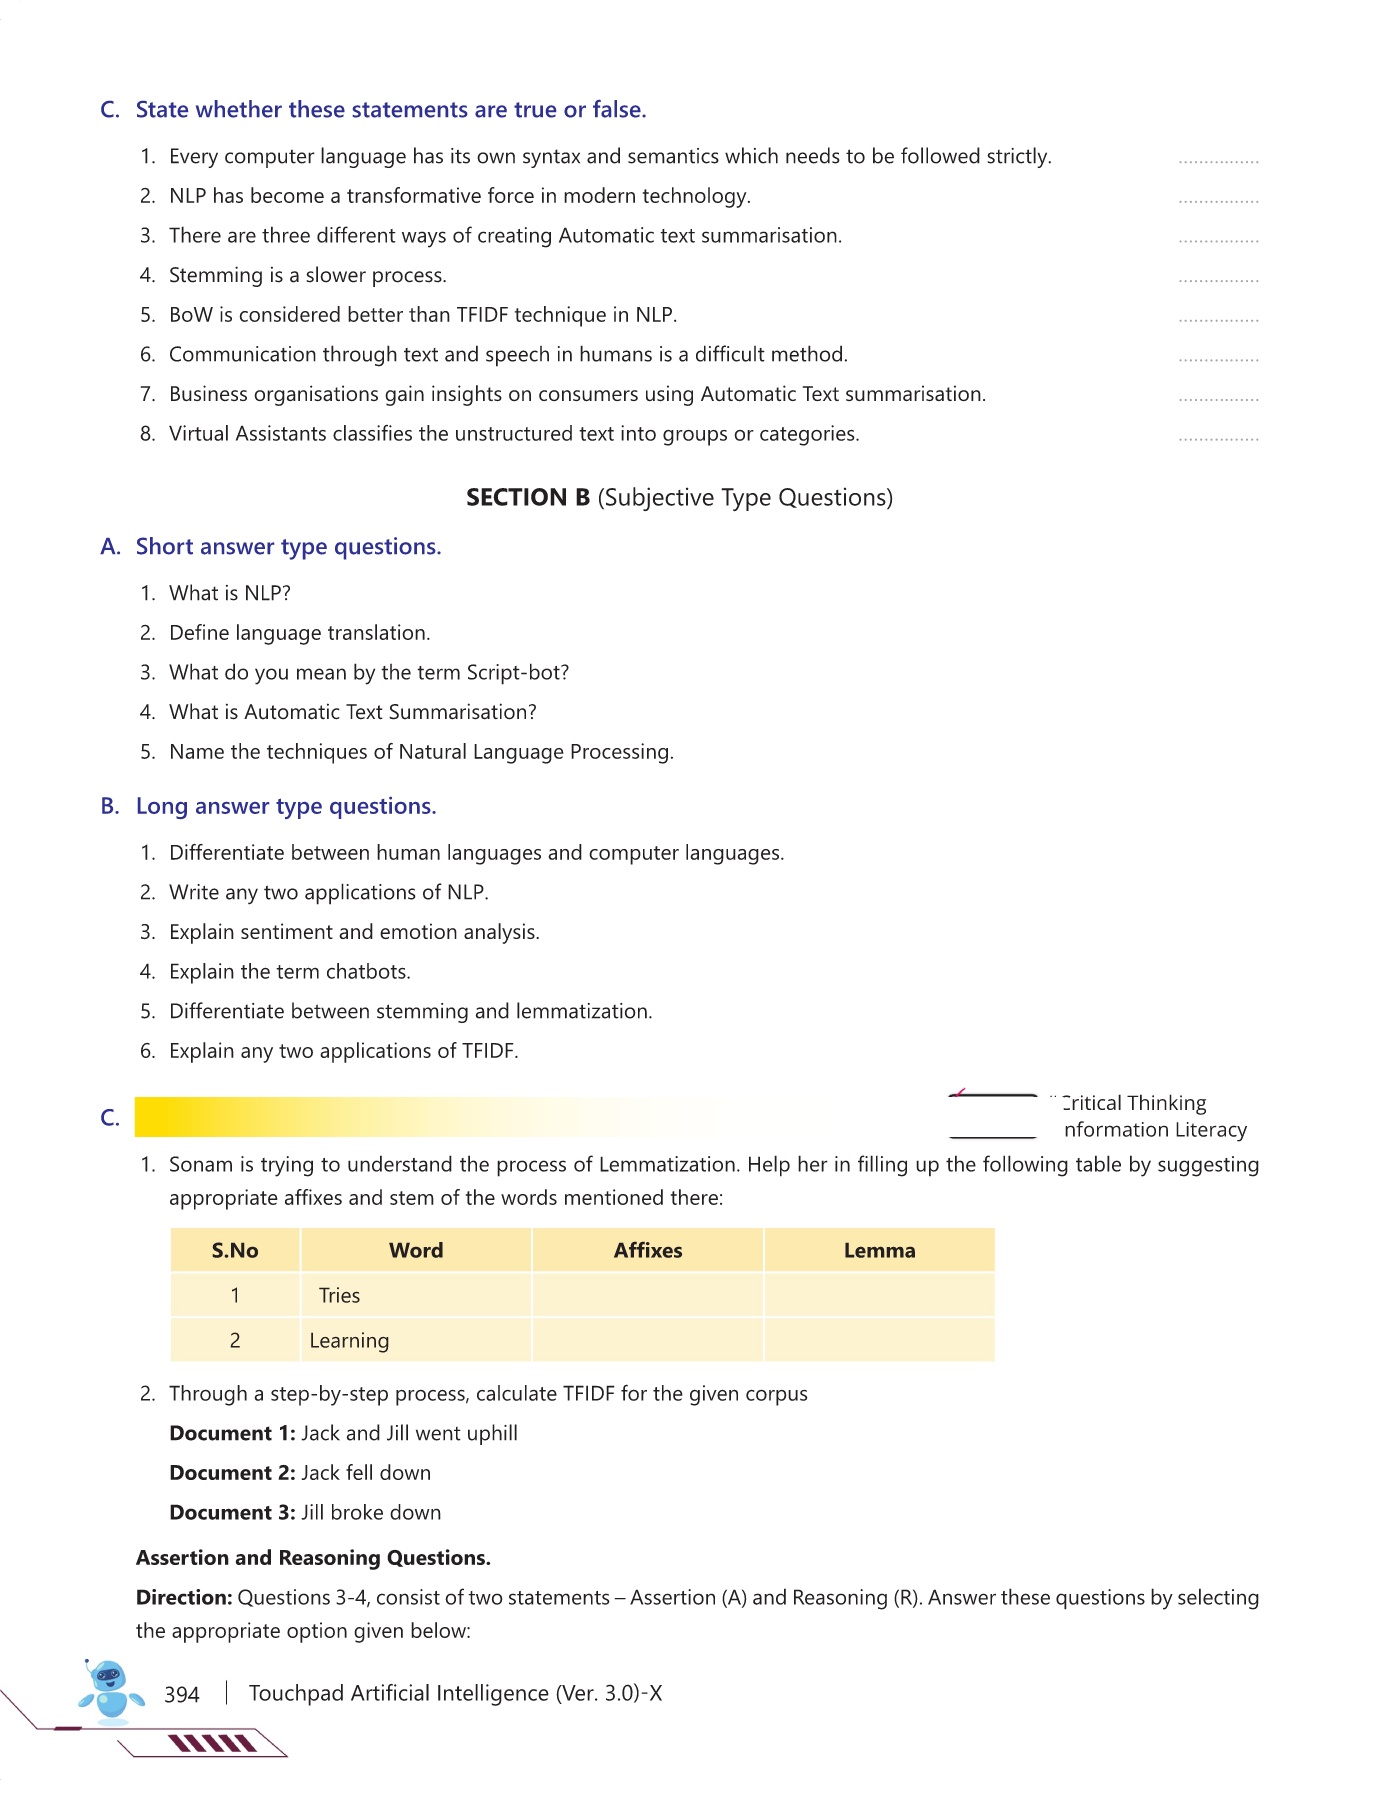 C. State whether these statements are true or false.
1. Every computer language has its own syntax and semantics which needs to be followed strictly. ................
2. NLP has become a transformative force in modern technology. ................
3. There are three different ways of creating Automatic text summarisation. ................
4. Stemming is a slower process. ................
5. BoW is considered better than TFIDF technique in NLP. ................
6. Communication through text and speech in humans is a difficult method. ................
7. Business organisations gain insights on consumers using Automatic Text summarisation. ................
8. Virtual Assistants classifies the unstructured text into groups or categories. ................
SECTION B (Subjective Type Questions)
A. Short answer type questions.
1. What is NLP?
2. Define language translation.
3. What do you mean by the term Script-bot?
4. What is Automatic Text Summarisation?
5. Name the techniques of Natural Language Processing.
B. Long answer type questions.
1. Differentiate between human languages and computer languages.
2. Write any two applications of NLP.
3. Explain sentiment and emotion analysis.
4. Explain the term chatbots.
5. Differentiate between stemming and lemmatization.
6. Explain any two applications of TFIDF.
C.
Critical Thinking
nformation Literacy
1. Sonam is trying to understand the process of Lemmatization. Help her in filling up the following table by suggesting
appropriate affixes and stem of the words mentioned there:
S.No Word Affixes Lemma
1 Tries
2 Learning
2. Through a step-by-step process, calculate TFIDF for the given corpus
Document 1: Jack and Jill went uphill
Document 2: Jack fell down
Document 3: Jill broke down
Assertion and Reasoning Questions.
Direction: Questions 3-4, consist of two statements – Assertion (A) and Reasoning (R). Answer these questions by selecting
the appropriate option given below:
394 | Touchpad Artificial Intelligence (Ver. 3.0)-X